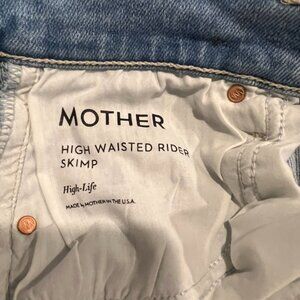 MOTHER
HIGH WAISTED RIDER
SKIMP
High-Life
MADE by MOTHER IN THE U.S.A.